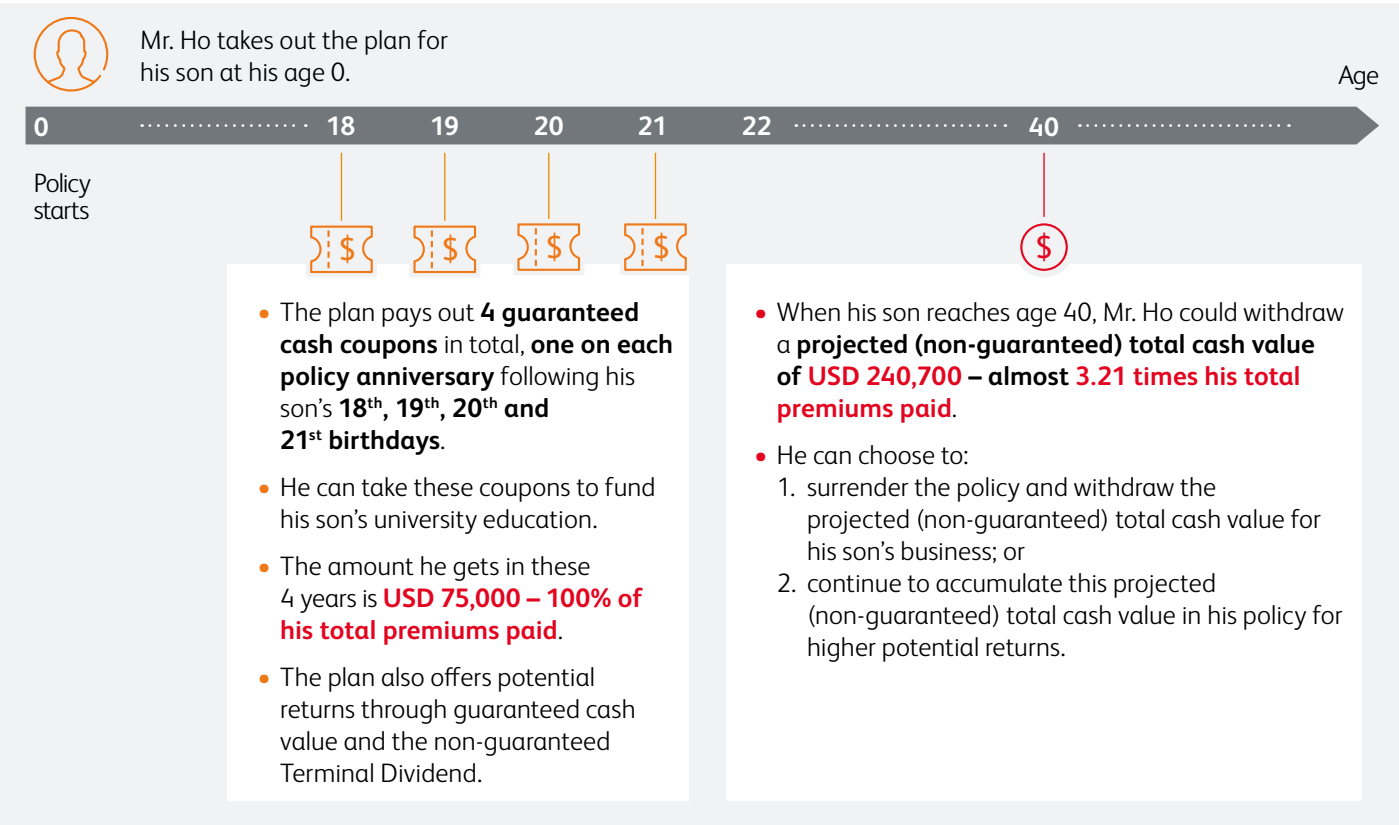 Mr. Ho takes out the plan for
his son at his age 0.
Age
0 18 19 20 21 22 40
Policy
starts
$ $ $ $ $
• The plan pays out 4 guaranteed
cash coupons in total, one on each
policy anniversary following his
son’s 18th, 19th, 20th and
21st birthdays.
• He can take these coupons to fund
his son’s university education.
• The amount he gets in these
4 years is USD 75,000 – 100% of
his total premiums paid.
• The plan also offers potential
returns through guaranteed cash
value and the non-guaranteed
Terminal Dividend.
• When his son reaches age 40, Mr. Ho could withdraw
a projected (non-guaranteed) total cash value
of USD 240,700 – almost 3.21 times his total
premiums paid.
• He can choose to:
1. surrender the policy and withdraw the
projected (non-guaranteed) total cash value for
his son’s business; or
2. continue to accumulate this projected
(non-guaranteed) total cash value in his policy for
higher potential returns.